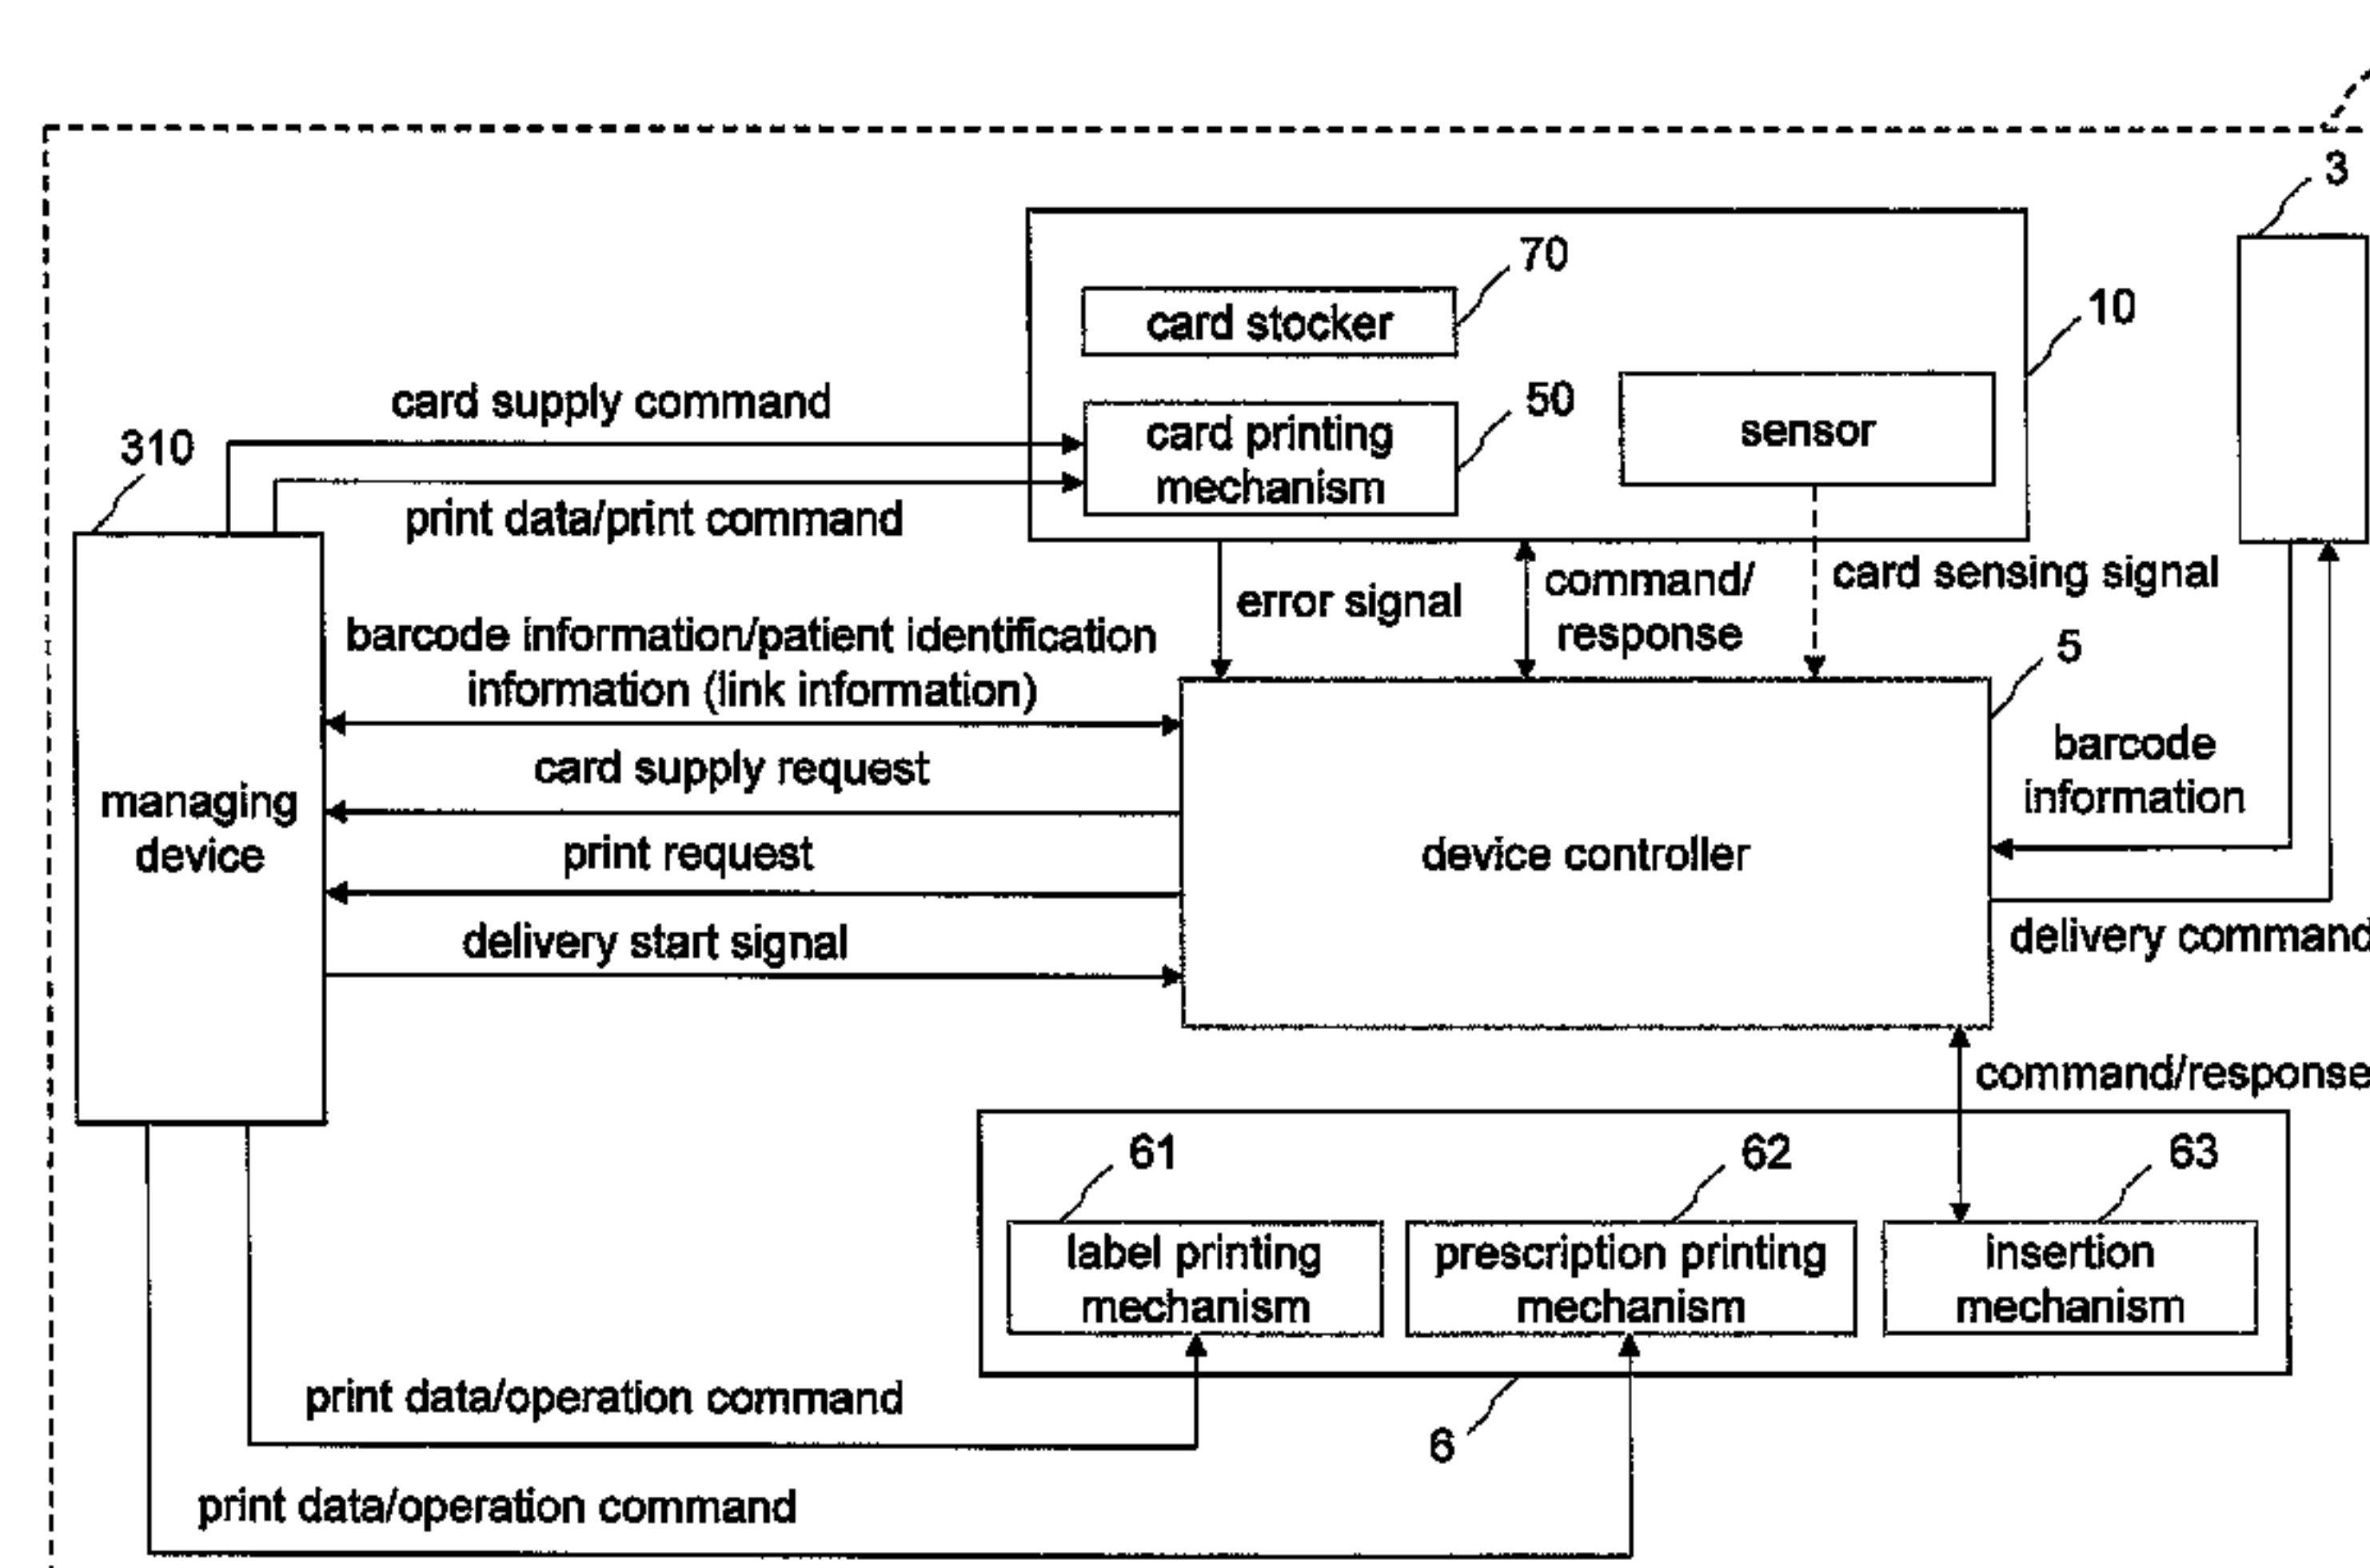 3
70
card stocker
10
card supply command
50
card printing
mechanism
sensor
310
print data/print command
error signal
command/
response
card sensing signal
barcode information/patient identification
information (link information)
5
card supply request
managing
device
print request
device controller
barcode
information
delivery start signal
delivery command
command/response
61
62
63
label printing
mechanism
prescription printing
mechanism
insertion
mechanism
print data/operation command
6
print data/operation command